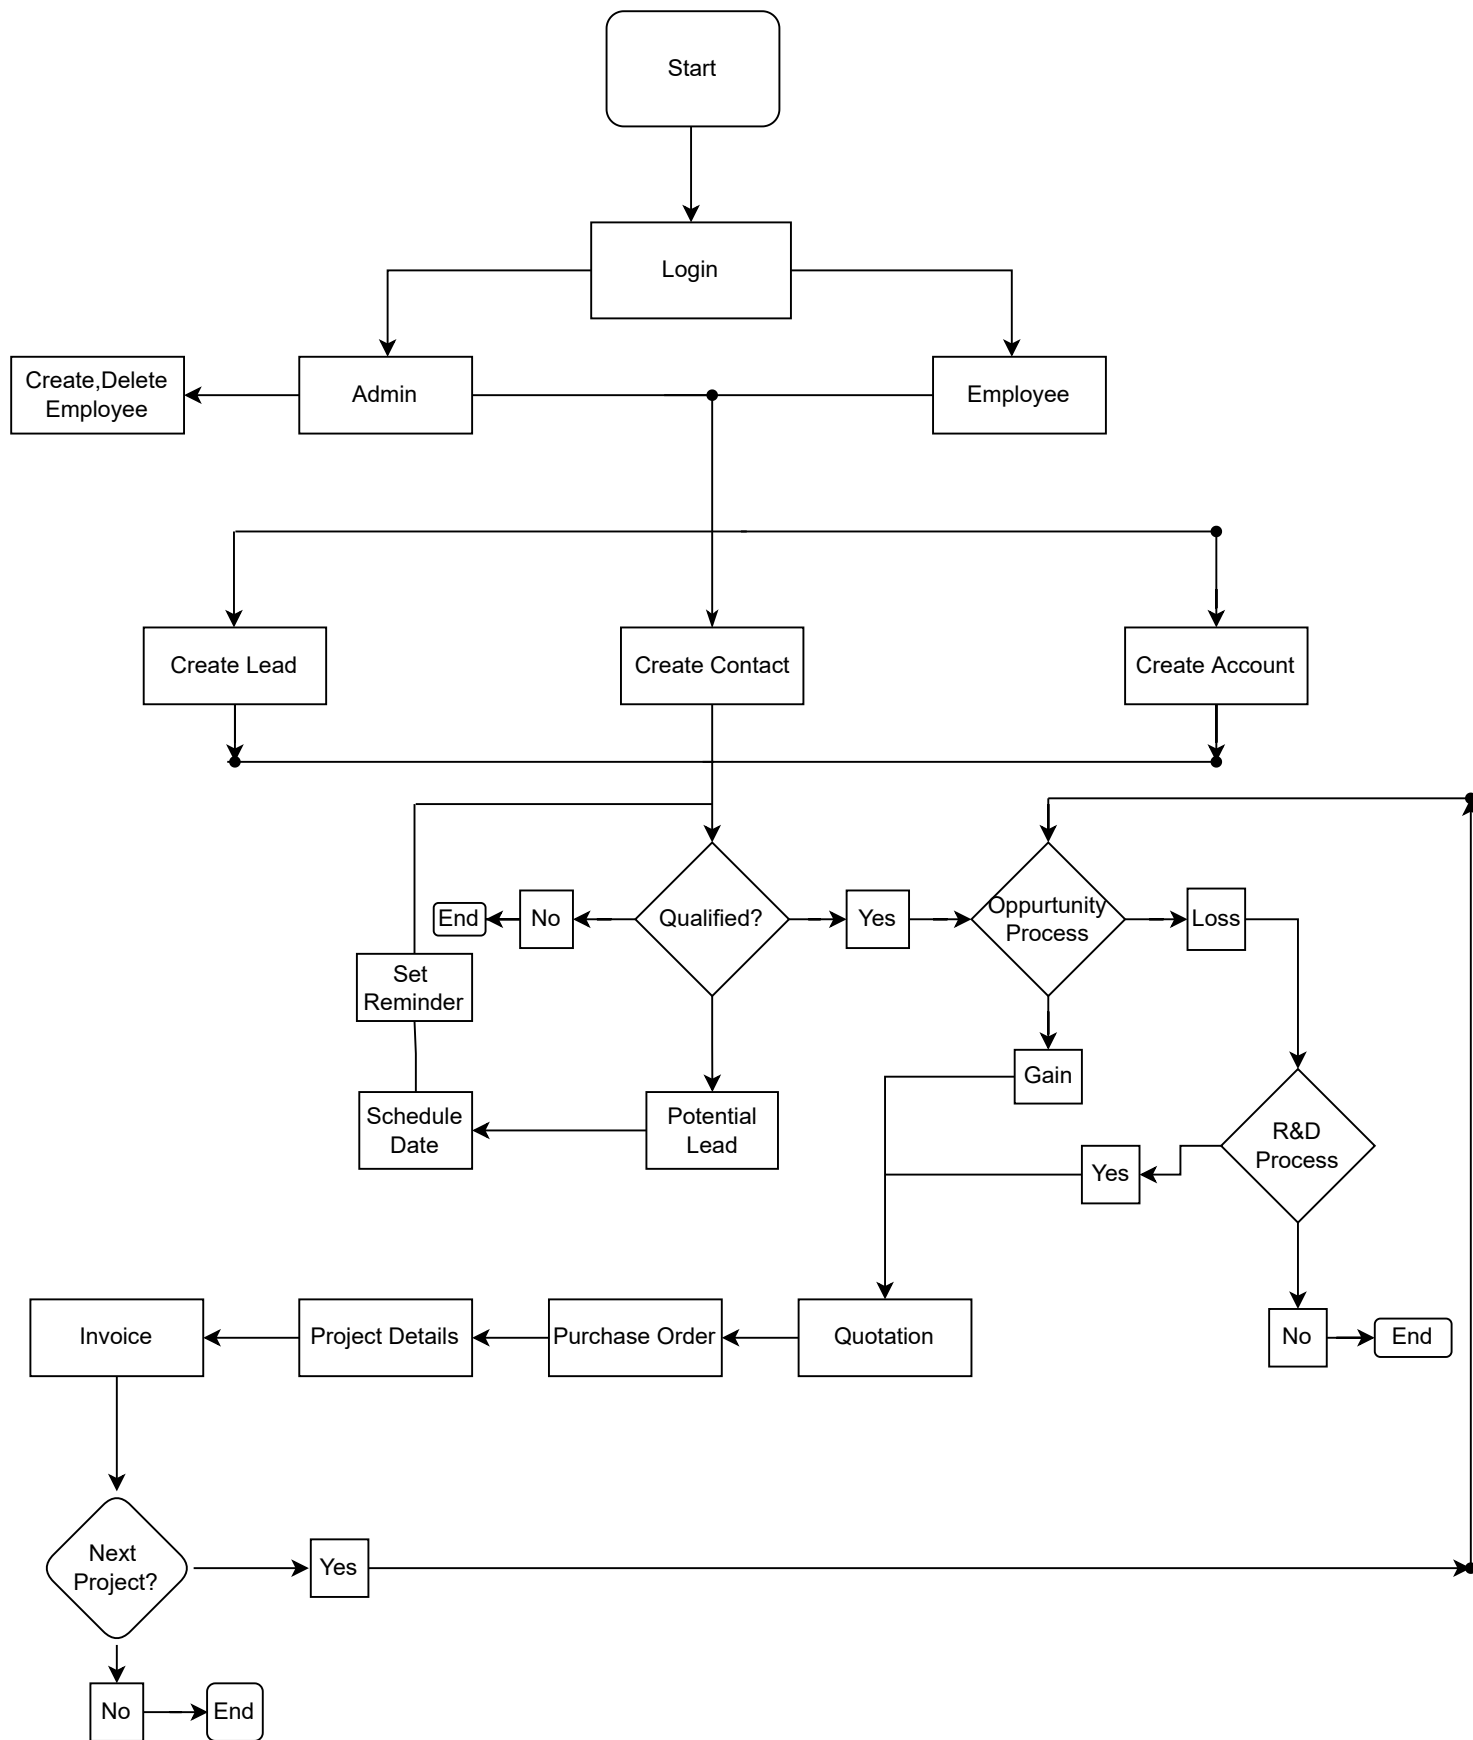 Start
Login
Create,Delete
Employee
Admin
Employee
Create Lead
Create Contact
Create Account
End
No
Qualified?
Yes
Oppurtunity
Process
Loss
Set
Reminder
Gain
Schedule
Date
Potential
Lead
Yes
R&D
Process
Invoice
Project Details
Purchase Order
Quotation
No
End
Next
Project?
Yes
No
End